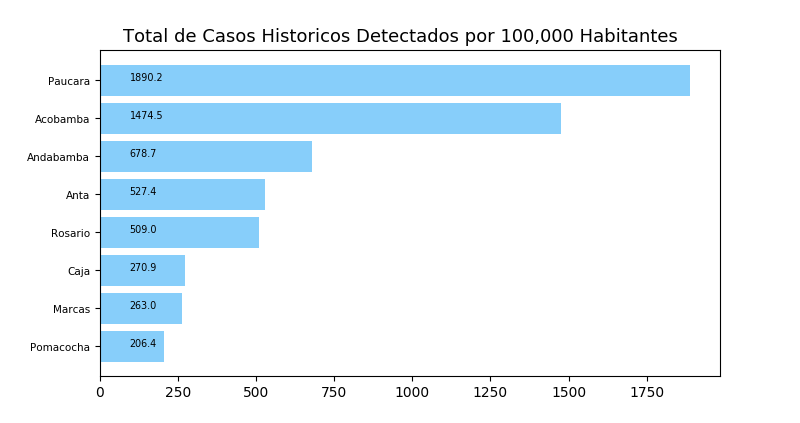 Total de Casos Historicos Detectados por 100,000 Habitantes
Paucara 1890.2
Acobamba 1474.5
Andabamba 678.7
Anta 527.4
Rosario 509.0
Caja 270.9
Marcas 263.0
Pomacocha 206.4
0 250 500 750 1000 1250 1500 1750